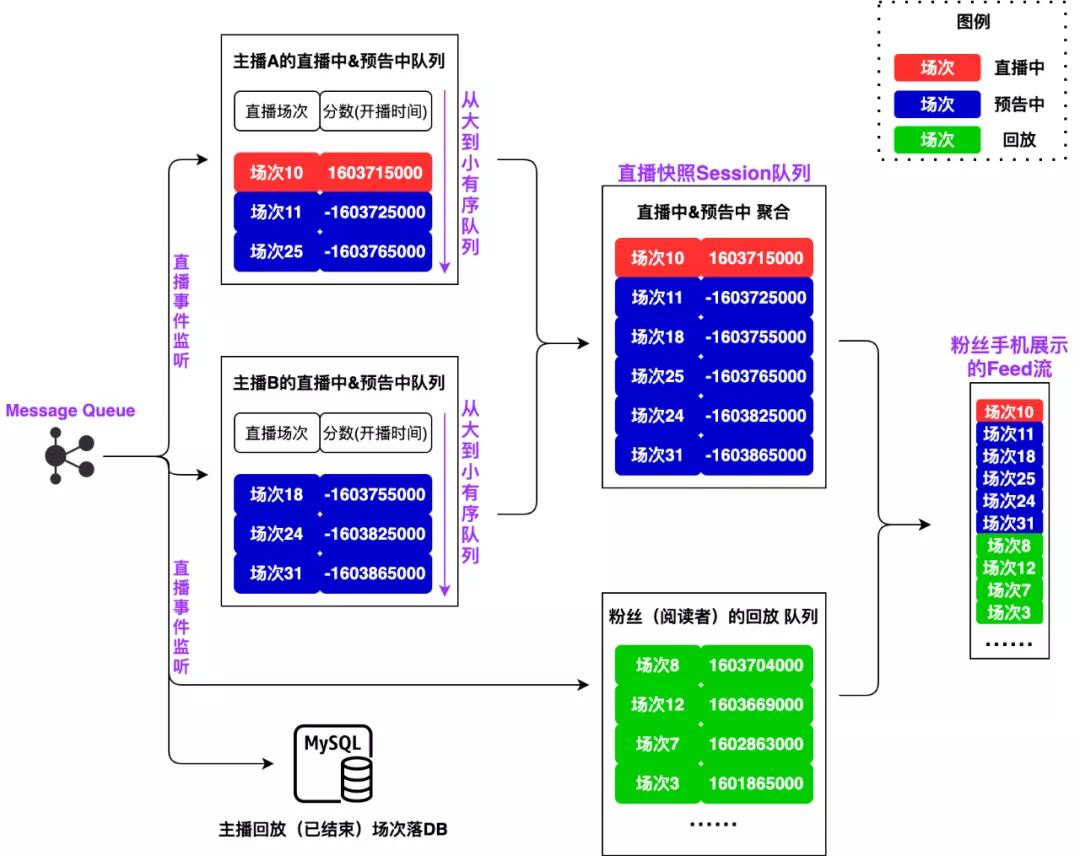 图例
场次 直播中
场次 预告中
场次 回放
Message Queue
直播事件监听
直播事件监听
主播A的直播中&预告中队列
直播场次 分数(开播时间)
场次10 1603715000
场次11 -1603725000
场次25 -1603765000
从大到小有序队列
主播B的直播中&预告中队列
直播场次 分数(开播时间)
场次18 -1603755000
场次24 -1603825000
场次31 -1603865000
从大到小有序队列
MySQL
主播回放（已结束）场次落DB
直播快照Session队列
直播中&预告中 聚合
场次10 1603715000
场次11 -1603725000
场次18 -1603755000
场次25 -1603765000
场次24 -1603825000
场次31 -1603865000
粉丝（阅读者）的回放 队列
场次8 1603704000
场次12 1603669000
场次7 1602863000
场次3 1601865000
······
粉丝手机展示
的Feed流
场次10
场次11
场次18
场次25
场次24
场次31
场次8
场次12
场次7
场次3
······